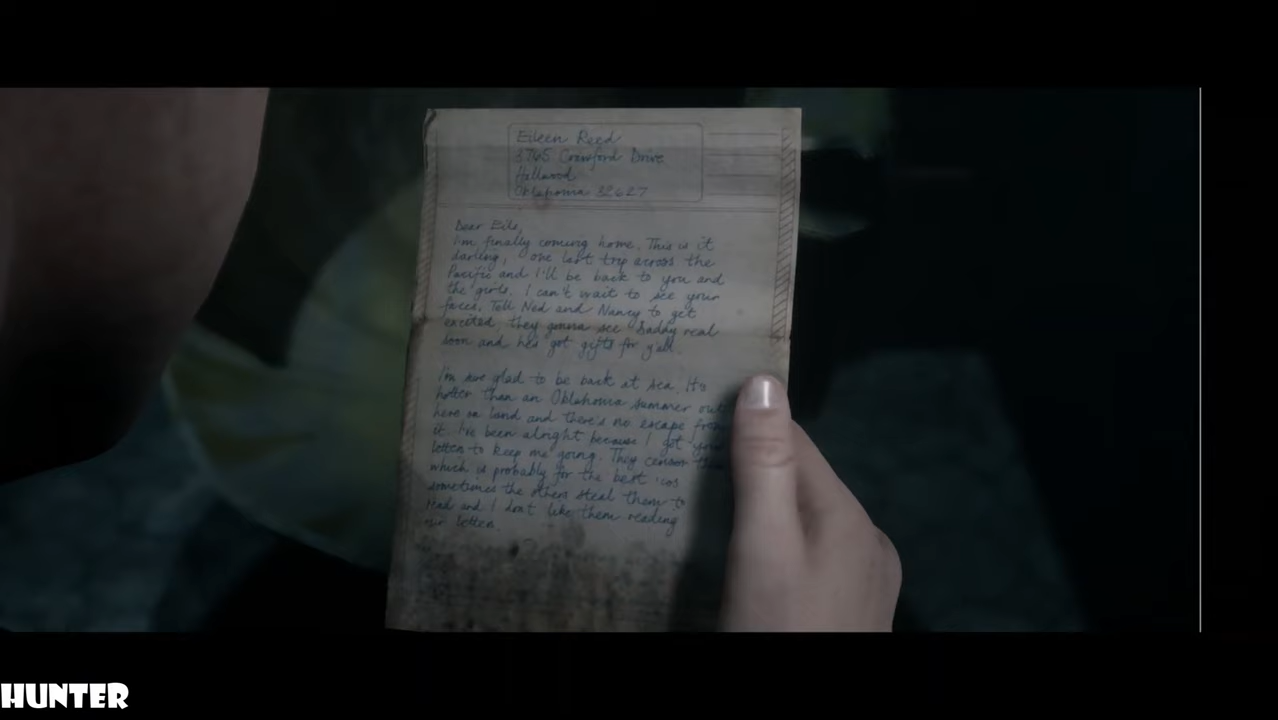 Eileen Reed
3765 Crawford Drive
Hallwood
Oklahoma 32627
Dear Eile,
I'm finally coming home. This is it
darling, one last trip across the
Pacific and I'll be back to you and
the girls. I can't wait to see your
faces. Tell Ned and Nancy to get
excited, they gonna see Daddy real
soon and he's got gifts for y'all.
I'm sure glad to be back at sea. It's
hotter than an Oklahoma summer out
here on land and there's no escape from
it. I've been alright because I got your
letters to keep me going. They censor
which is probably for the best 'cos
sometimes the others steal them to
read and I don't like them reading
our letters.
HUNTER